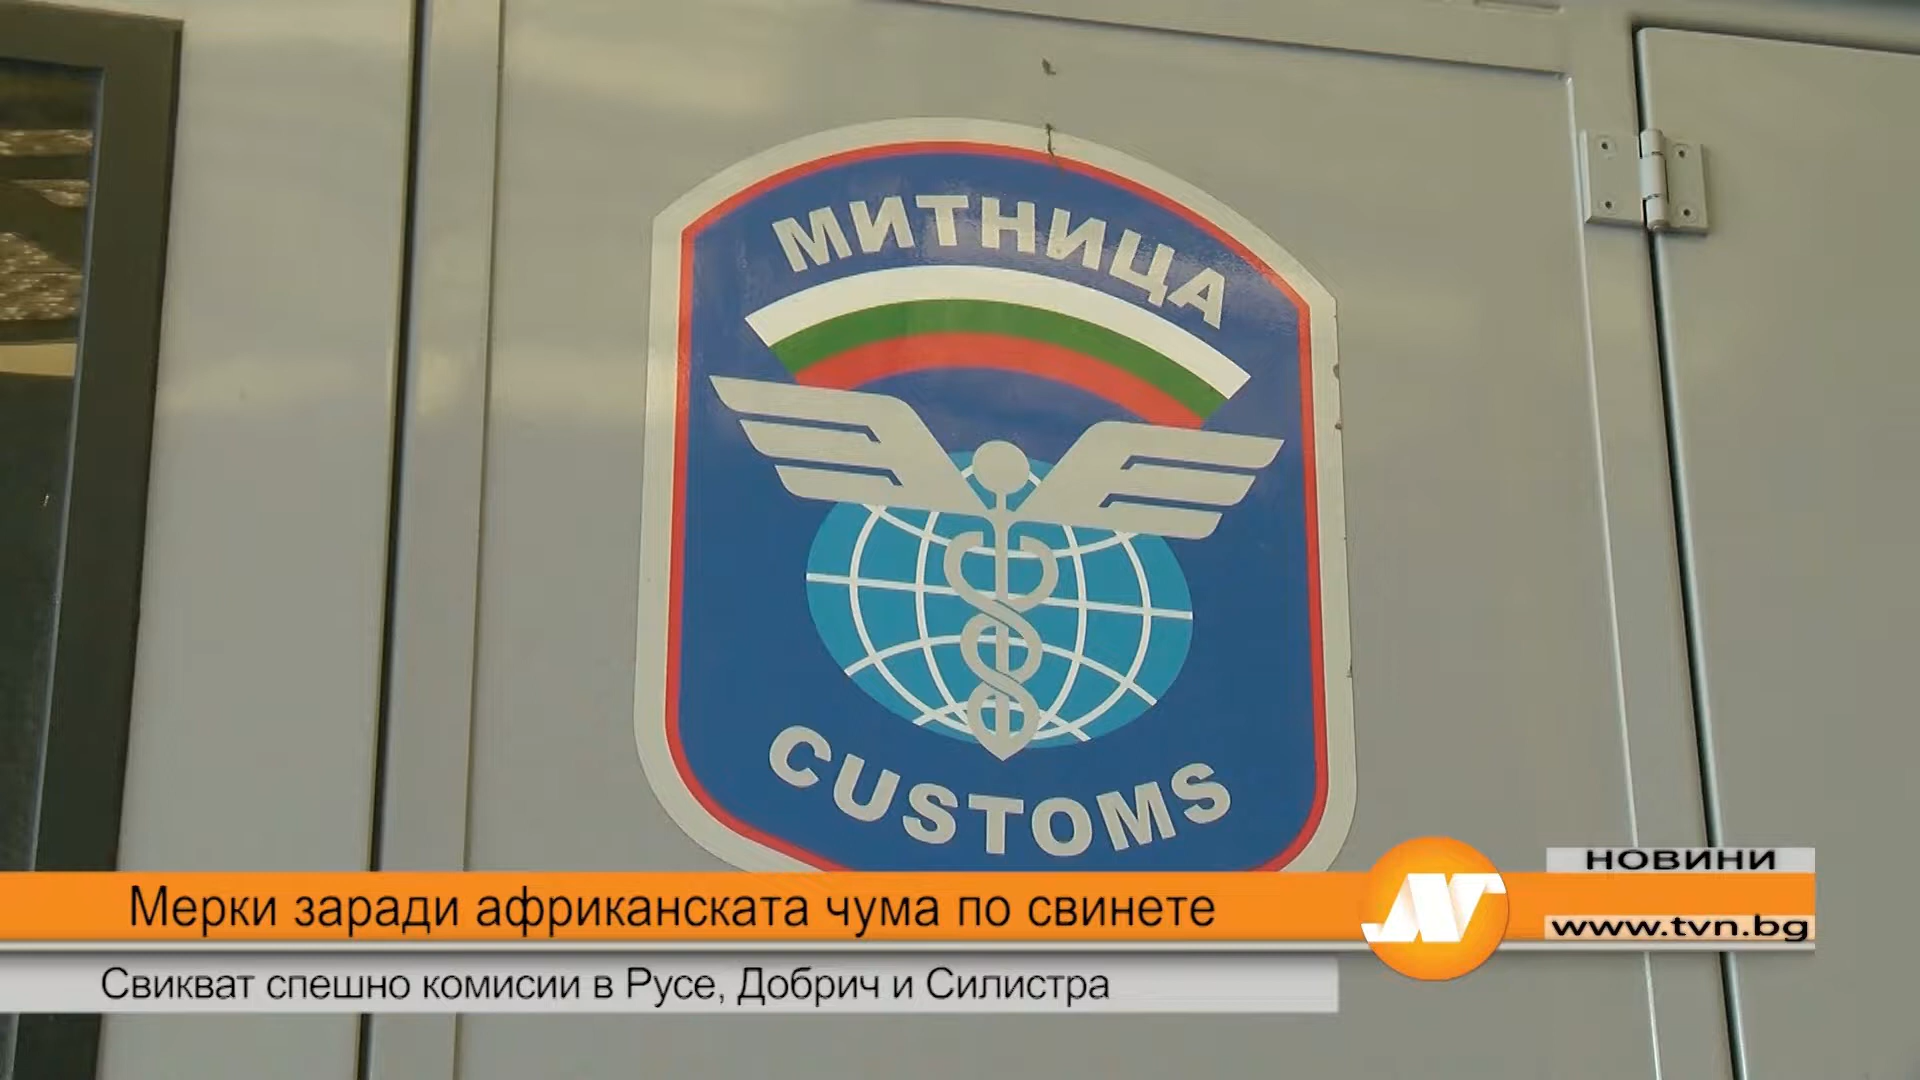 МИТНИЦА
CUSTOMS
НОВИНИ
Мерки заради африканската чума по свинете
www.tvn.bg
Свикват спешно комисии в Русе, Добрич и Силистра